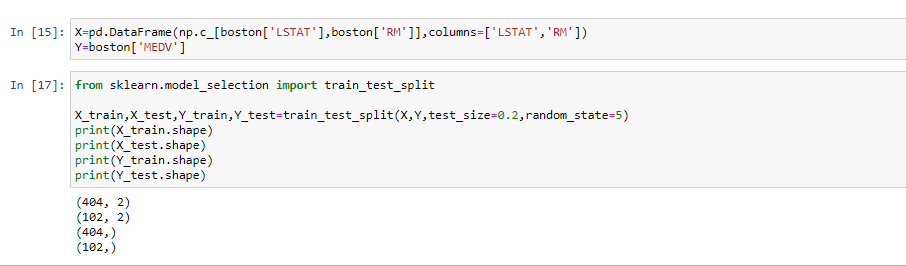 In [15]: X=pd.DataFrame(np.c_[boston['LSTAT'],boston['RM']],columns=['LSTAT','RM'])
Y=boston['MEDV']
In [17]: from sklearn.model_selection import train_test_split
X_train,X_test,Y_train,Y_test=train_test_split(X,Y,test_size=0.2,random_state=5)
print(X_train.shape)
print(X_test.shape)
print(Y_train.shape)
print(Y_test.shape)
(404, 2)
(102, 2)
(404,)
(102,)